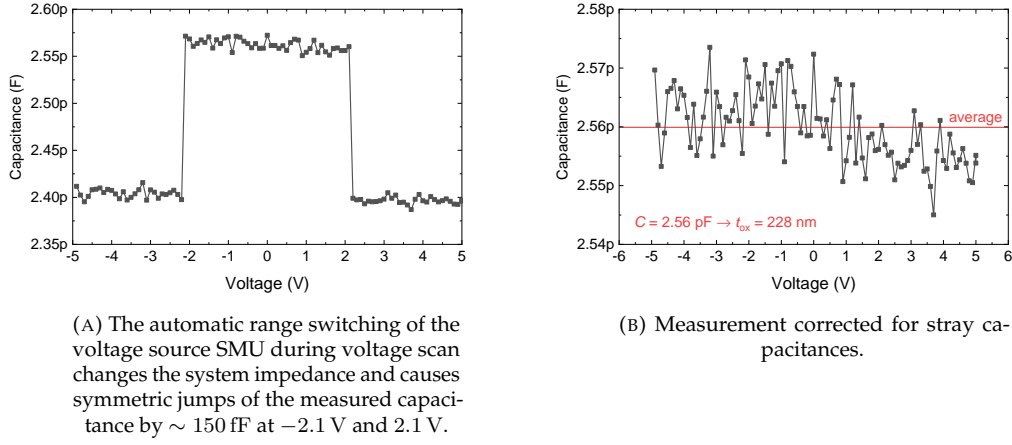 A.
B.
2.60p
2.55p
2.50p
2.45p
2.40p
2.35p
Capacitance (F)
-5 -4 -3 -2 -1 0 1 2 3 4 5
Voltage (V)
2.58p
2.57p
2.56p
2.55p
2.54p
Capacitance (F)
average
C = 2.56 pF → tox = 228 nm
-6 -5 -4 -3 -2 -1 0 1 2 3 4 5 6
Voltage (V)
(A) The automatic range switching of the
voltage source SMU during voltage scan
changes the system impedance and causes
symmetric jumps of the measured capaci-
tance by ∼ 150 fF at −2.1 V and 2.1 V.
(B) Measurement corrected for stray ca-
pacitances.